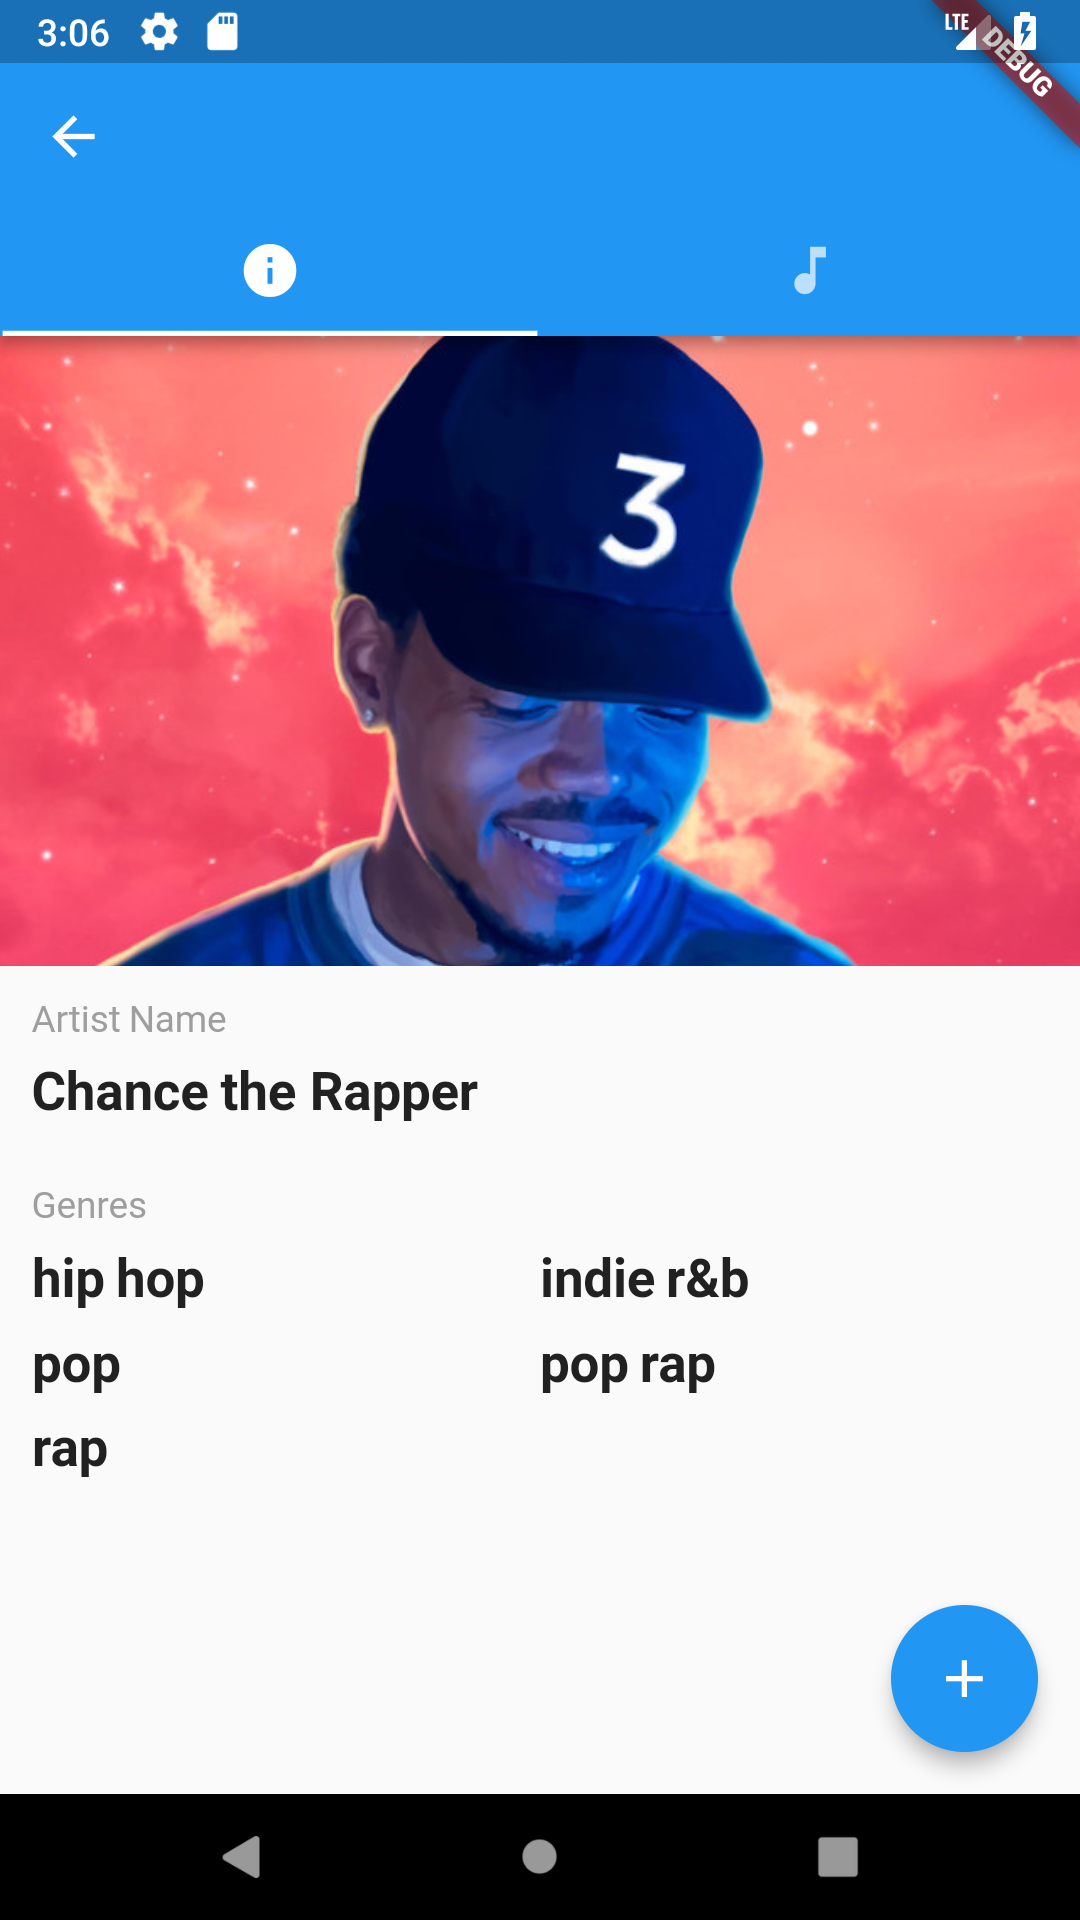 3:06
LTE
DEBUG
3
Artist Name
Chance the Rapper
Genres
hip hop
indie r&b
pop
pop rap
rap